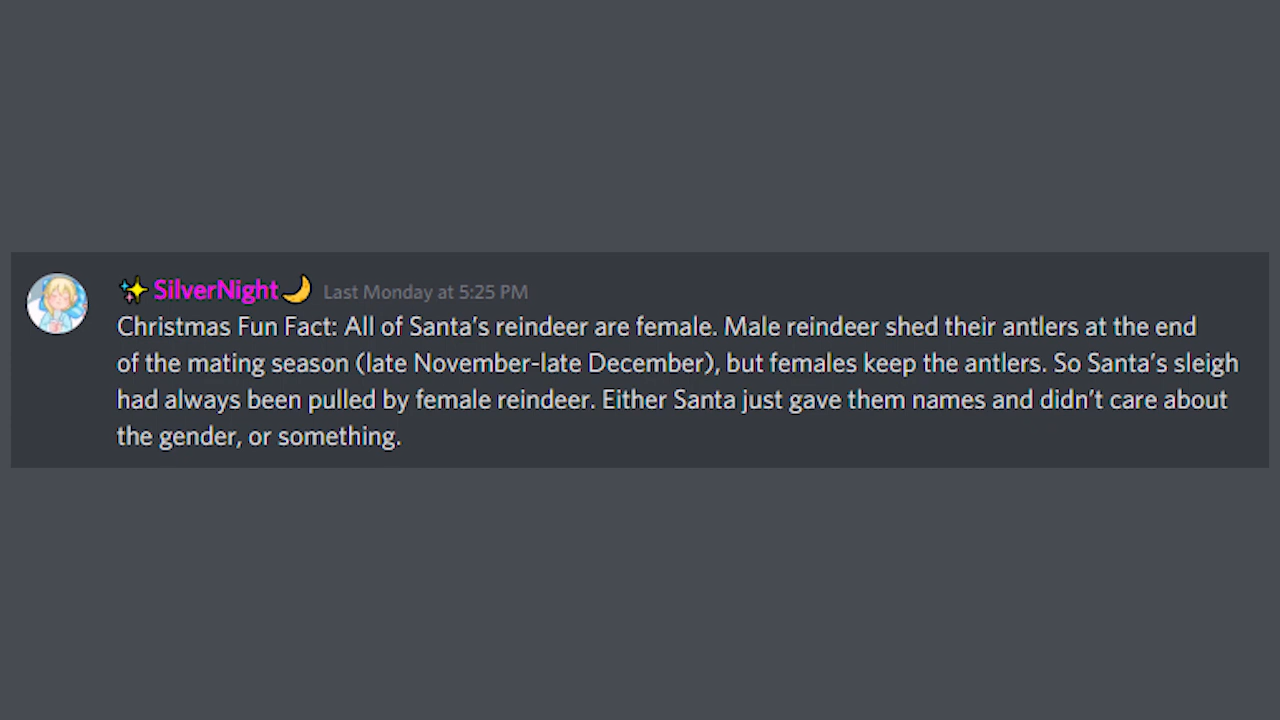 ✨SilverNight🌙 Last Monday at 5:25 PM
Christmas Fun Fact: All of Santa’s reindeer are female. Male reindeer shed their antlers at the end
of the mating season (late November-late December), but females keep the antlers. So Santa’s sleigh
had always been pulled by female reindeer. Either Santa just gave them names and didn’t care about
the gender, or something.